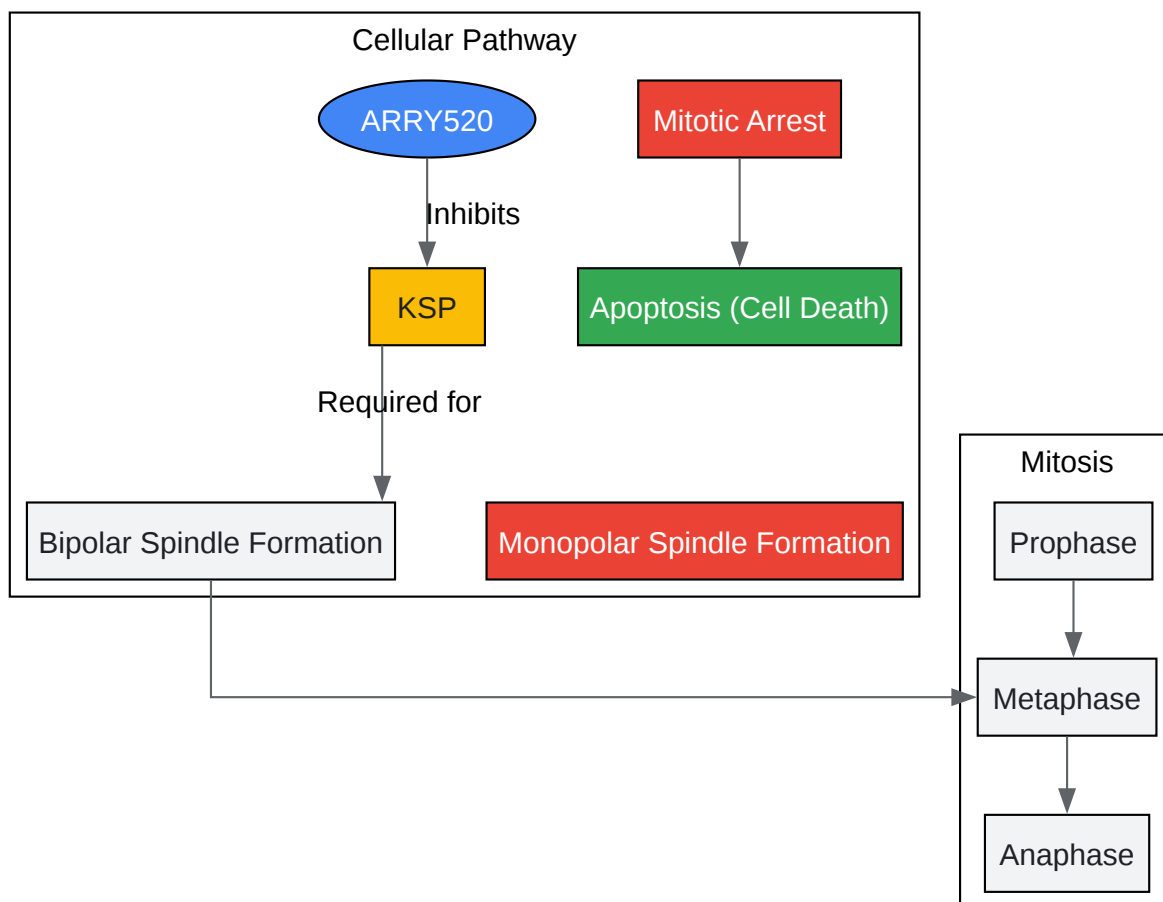 Cellular Pathway
ARRY520
Mitotic Arrest
Inhibits
KSP
Apoptosis (Cell Death)
Required for
Mitosis
Bipolar Spindle Formation
Monopolar Spindle Formation
Prophase
Metaphase
Anaphase